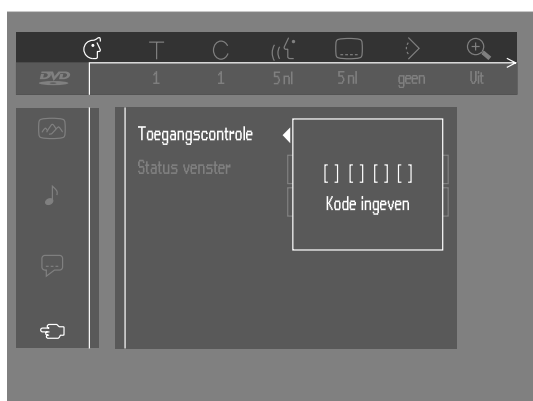 T C
DVD 1 1 5 nl 5 nl geen Uit
Toegangscontrole
Status venster
[ ] [ ] [ ] [ ]
Kode ingeven